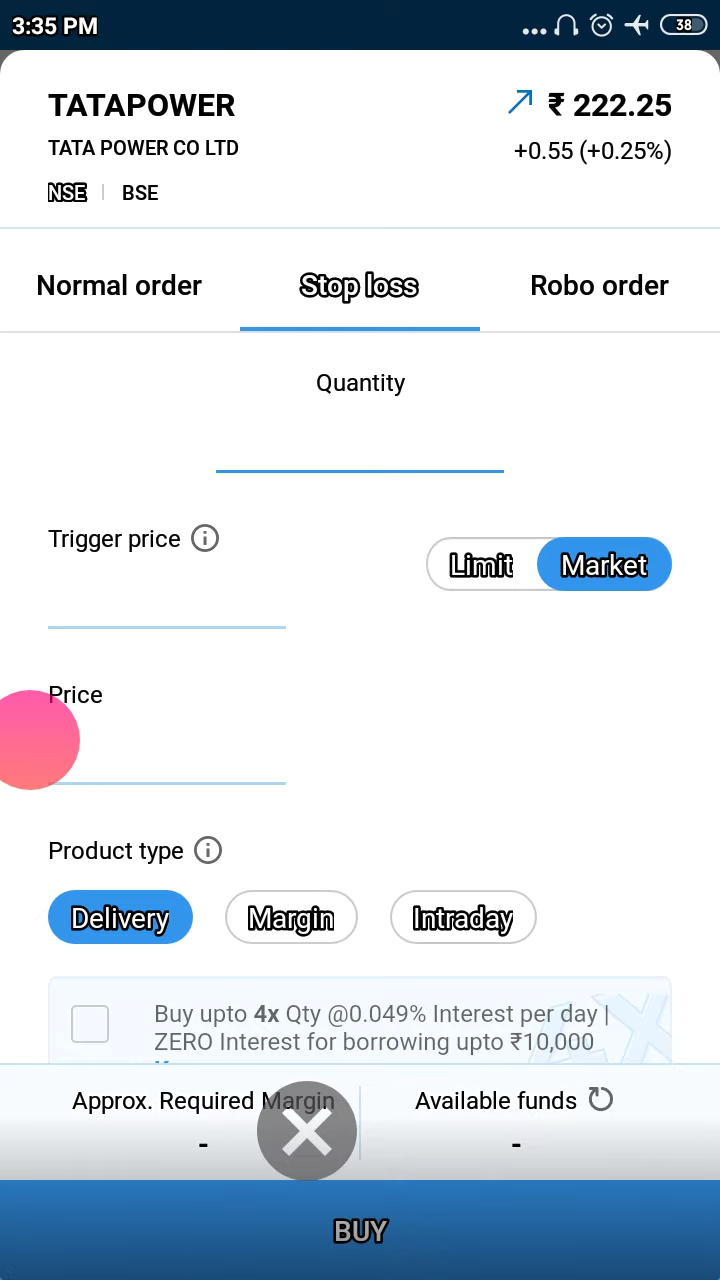 3:35 PM
38
TATAPOWER
₹ 222.25
TATA POWER CO LTD
+0.55 (+0.25%)
NSE | BSE
Normal order
Stop loss
Robo order
Quantity
Trigger price
Limit
Market
Price
Product type
Delivery
Margin
Intraday
Buy upto 4x Qty @0.049% Interest per day |
ZERO Interest for borrowing upto ₹10,000
4X
Approx. Required Margin
Available funds
-
-
BUY